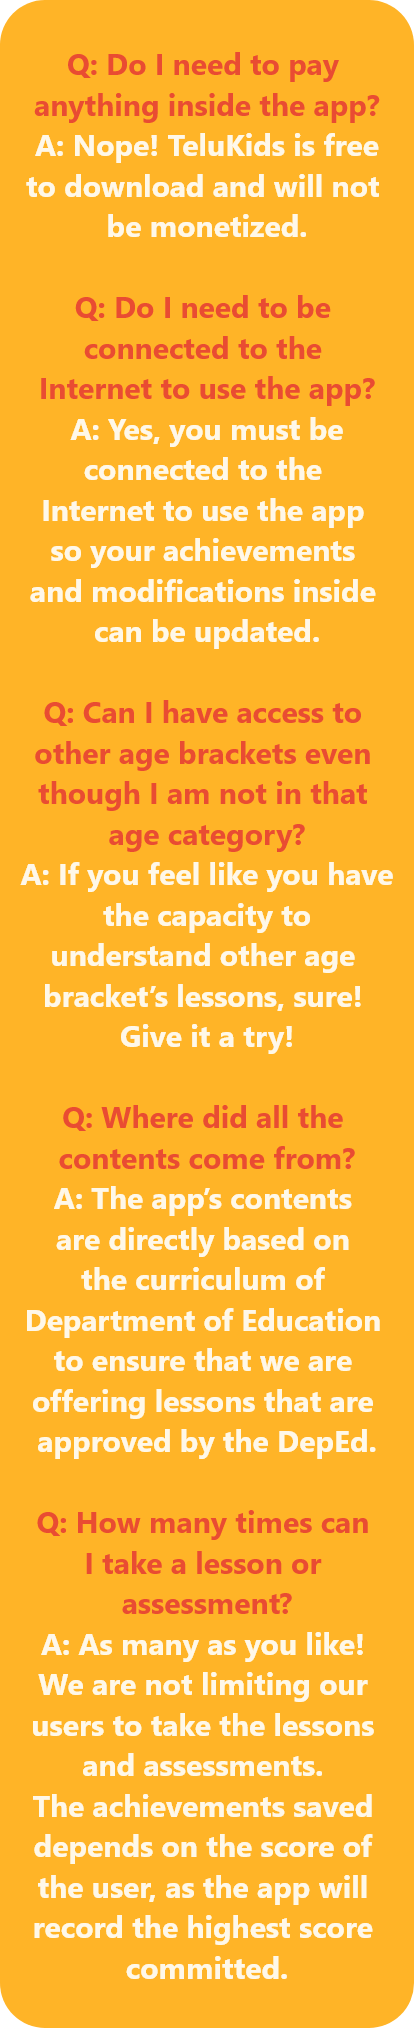 Q: Do I need to pay
anything inside the app?
A: Nope! TeluKids is free
to download and will not
be monetized.
Q: Do I need to be
connected to the
Internet to use the app?
A: Yes, you must be
connected to the
Internet to use the app
so your achievements
and modifications inside
can be updated.
Q: Can I have access to
other age brackets even
though I am not in that
age category?
A: If you feel like you have
the capacity to
understand other age
bracket’s lessons, sure!
Give it a try!
Q: Where did all the
contents come from?
A: The app’s contents
are directly based on
the curriculum of
Department of Education
to ensure that we are
offering lessons that are
approved by the DepEd.
Q: How many times can
I take a lesson or
assessment?
A: As many as you like!
We are not limiting our
users to take the lessons
and assessments.
The achievements saved
depends on the score of
the user, as the app will
record the highest score
committed.